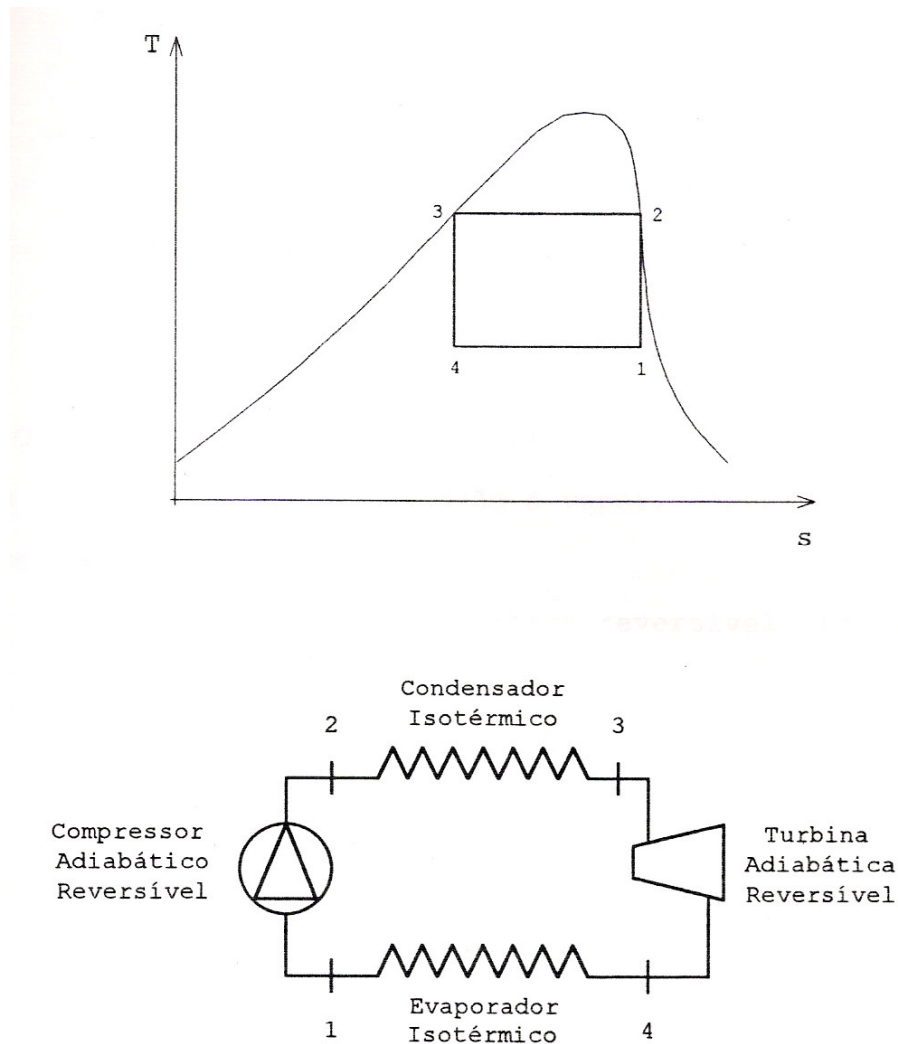 T
3
2
4
1
s
Condensador
Isotérmico
2
3
Compressor
Adiabático
Reversível
Turbina
Adiabática
Reversível
1
Evaporador
Isotérmico
4